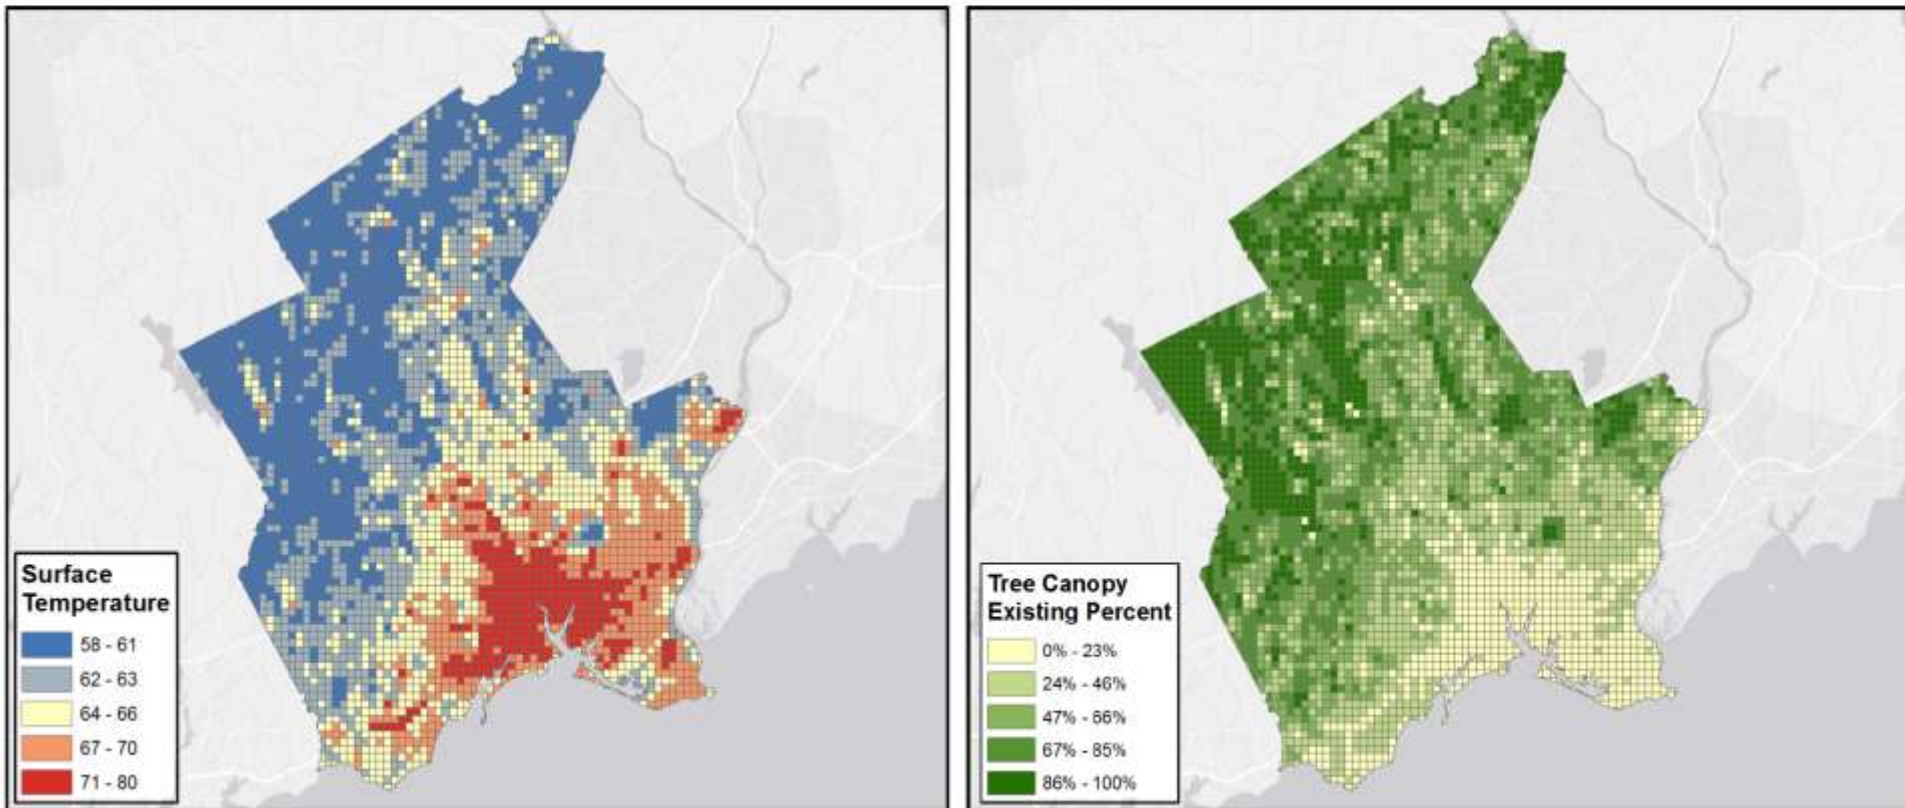 Surface
Temperature
58 - 61
62 - 63
64 - 66
67 - 70
71 - 80
Tree Canopy
Existing Percent
0% - 23%
24% - 46%
47% - 66%
67% - 85%
86% - 100%